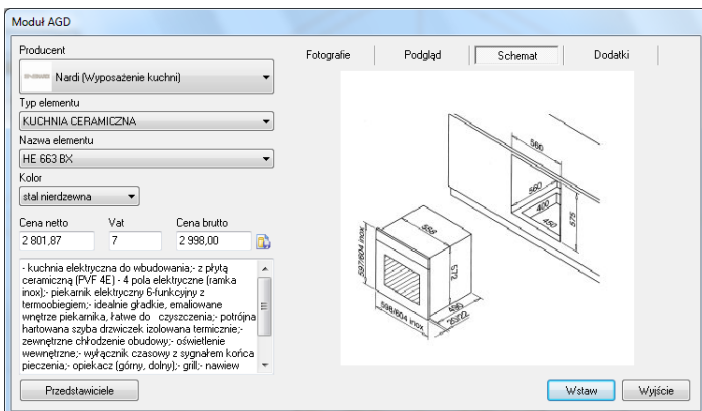 Moduł AGD
Producent
Nardi (Wyposażenie kuchni)
Typ elementu
KUCHNIA CERAMICZNA
Nazwa elementu
HE 663 BX
Kolor
stal nierdzewna
Cena netto Vat Cena brutto
2 801,87 7 2 998,00
- kuchnia elektryczna do wbudowania;- z płytą
ceramiczną (PVF 4E) - 4 pola elektryczne (ramka
inox);- piekarnik elektryczny 6-funkcyjny z
termoobiegiem;- idealnie gładkie, emaliowane
wnętrze piekarnika, łatwe do czyszczenia;- potrójna
hartowana szyba drzwiczek izolowana termicznie;-
zewnętrzne chłodzenie obudowy;- oświetlenie
wewnętrzne;- wyłącznik czasowy z sygnałem końca
pieczenia;- opiekacz (górny, dolny);- grill;- nawiew
Przedstawiciele
Fotografie Podgląd Schemat Dodatki
560
560
400
450
575
556
597/604 inox
572
596/604 inox
Wstaw Wyjście